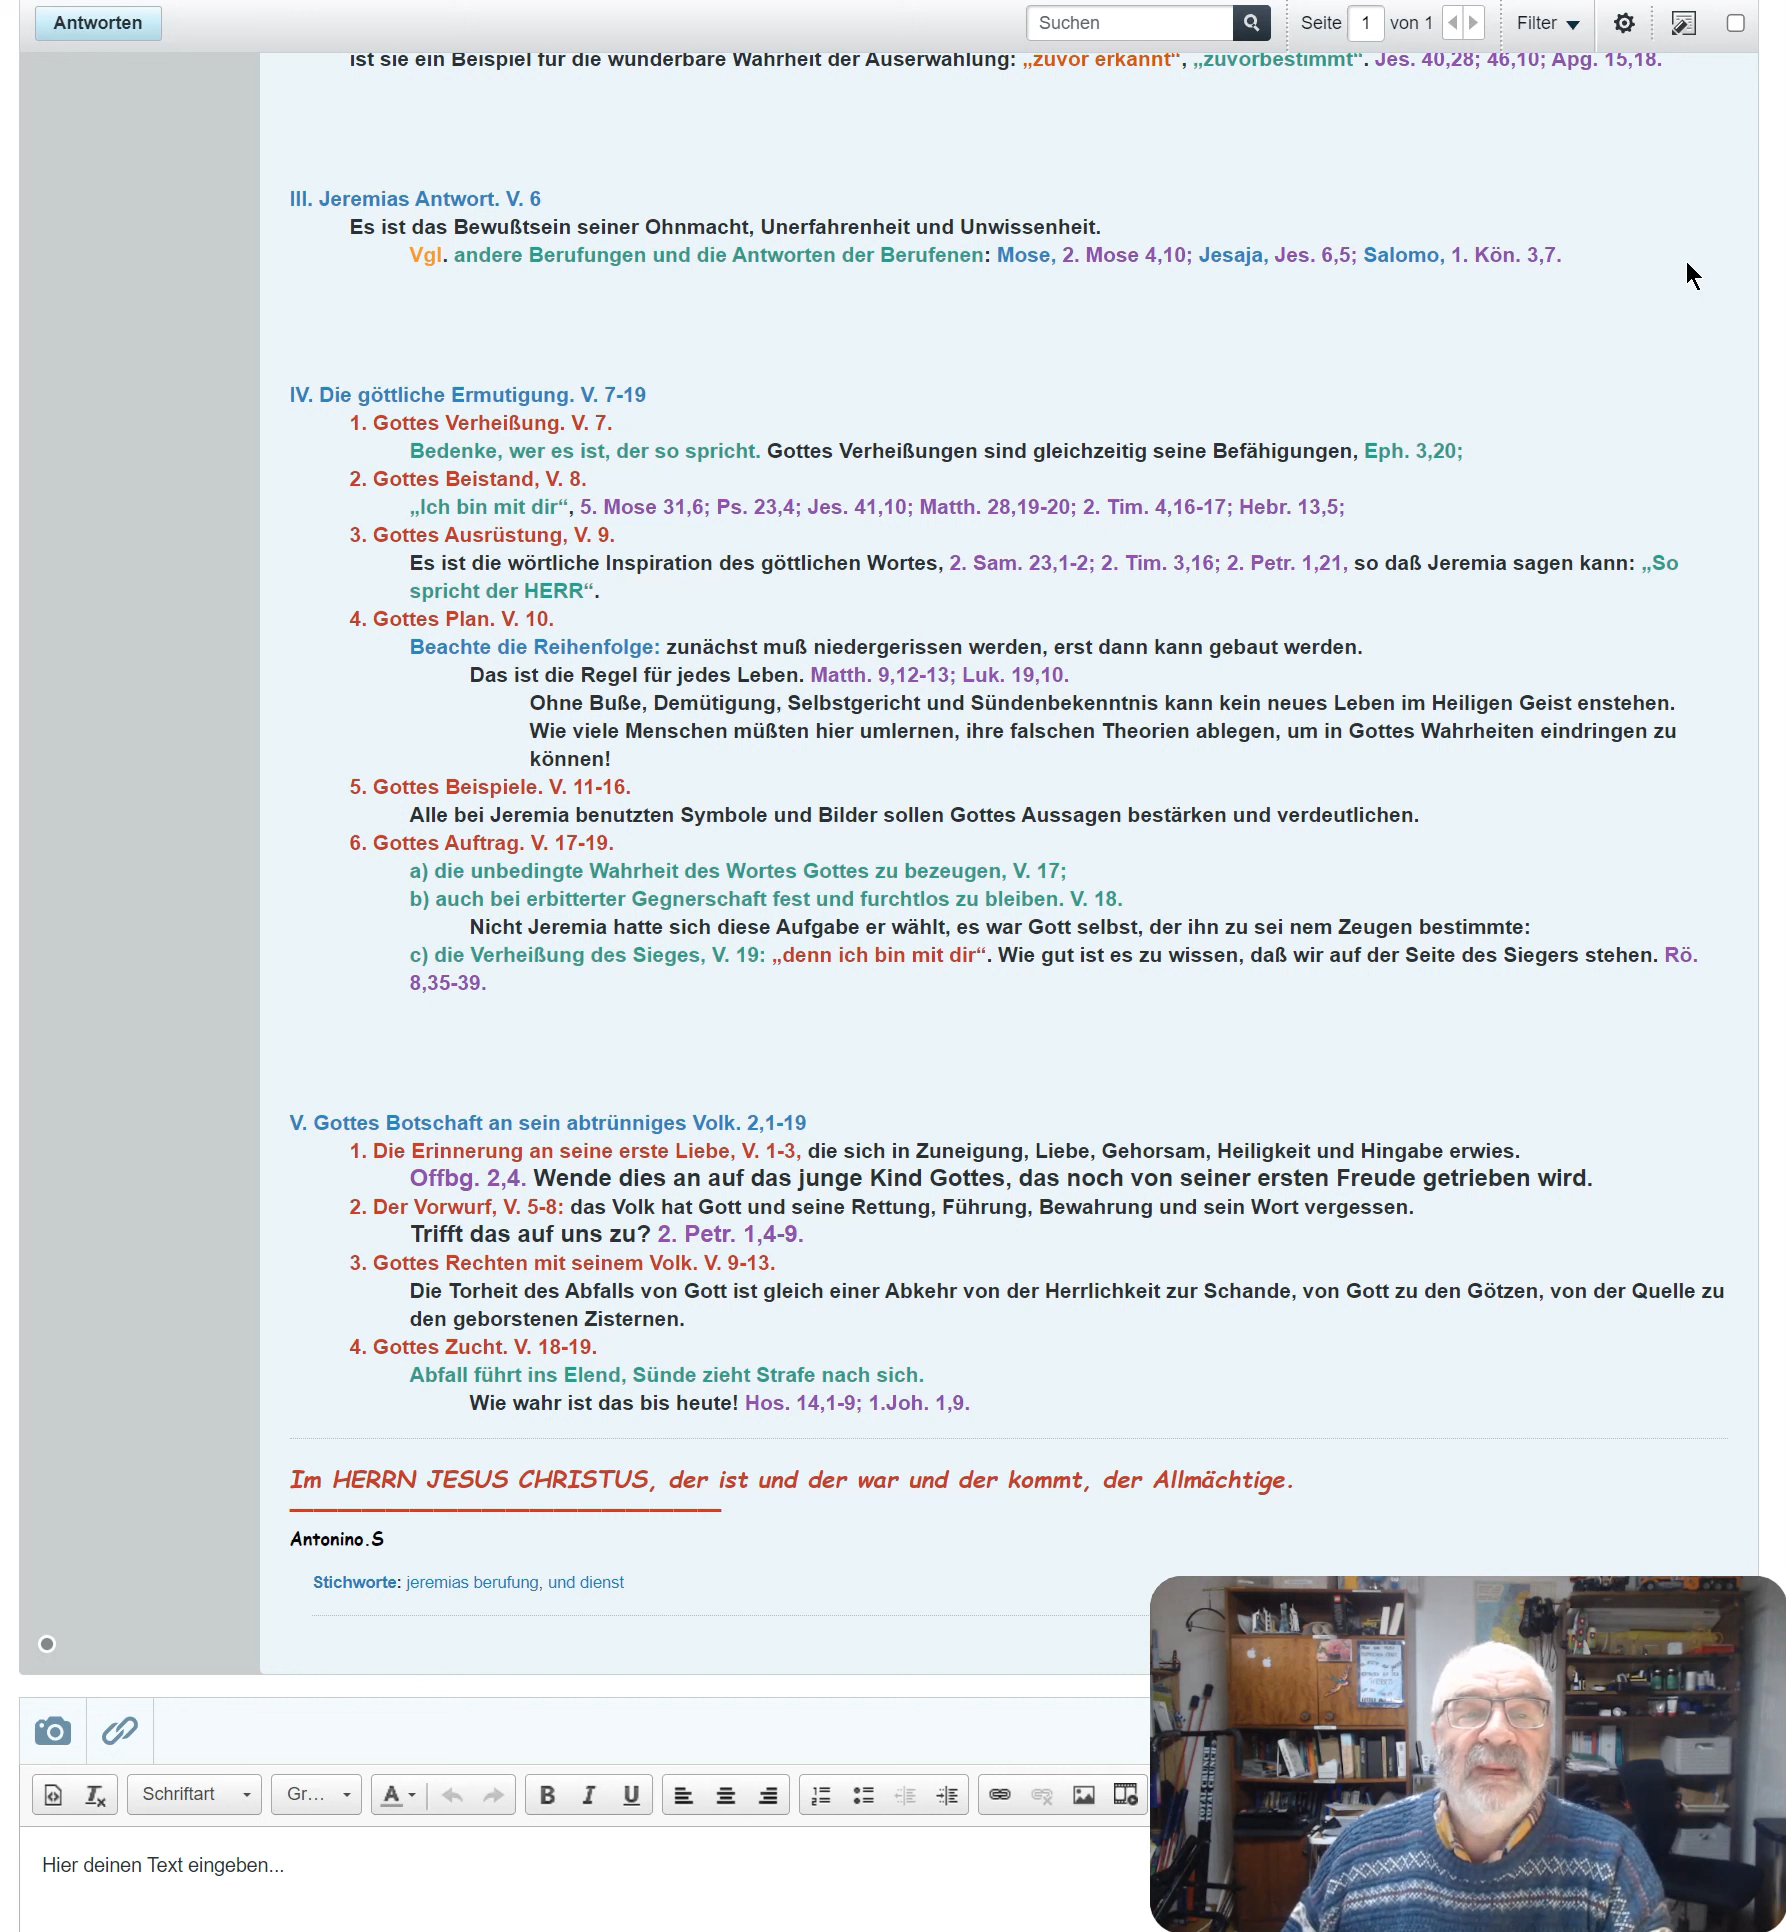 Antworten
Suchen
Seite 1 von 1
Filter
ist sie ein Beispiel für die wunderbare Wahrheit der Auserwählung: „zuvor erkannt“, „zuvorbestimmt“. Jes. 40,28; 46,10; Apg. 15,18.
III. Jeremias Antwort. V. 6
Es ist das Bewußtsein seiner Ohnmacht, Unerfahrenheit und Unwissenheit.
Vgl. andere Berufungen und die Antworten der Berufenen: Mose, 2. Mose 4,10; Jesaja, Jes. 6,5; Salomo, 1. Kön. 3,7.
IV. Die göttliche Ermutigung. V. 7-19
1. Gottes Verheißung. V. 7.
Bedenke, wer es ist, der so spricht. Gottes Verheißungen sind gleichzeitig seine Befähigungen, Eph. 3,20;
2. Gottes Beistand, V. 8.
„Ich bin mit dir“, 5. Mose 31,6; Ps. 23,4; Jes. 41,10; Matth. 28,19-20; 2. Tim. 4,16-17; Hebr. 13,5;
3. Gottes Ausrüstung, V. 9.
Es ist die wörtliche Inspiration des göttlichen Wortes, 2. Sam. 23,1-2; 2. Tim. 3,16; 2. Petr. 1,21, so daß Jeremia sagen kann: „So
spricht der HERR“.
4. Gottes Plan. V. 10.
Beachte die Reihenfolge: zunächst muß niedergerissen werden, erst dann kann gebaut werden.
Das ist die Regel für jedes Leben. Matth. 9,12-13; Luk. 19,10.
Ohne Buße, Demütigung, Selbstgericht und Sündenbekenntnis kann kein neues Leben im Heiligen Geist enstehen.
Wie viele Menschen müßten hier umlernen, ihre falschen Theorien ablegen, um in Gottes Wahrheiten eindringen zu
können!
5. Gottes Beispiele. V. 11-16.
Alle bei Jeremia benutzten Symbole und Bilder sollen Gottes Aussagen bestärken und verdeutlichen.
6. Gottes Auftrag. V. 17-19.
a) die unbedingte Wahrheit des Wortes Gottes zu bezeugen, V. 17;
b) auch bei erbitterter Gegnerschaft fest und furchtlos zu bleiben. V. 18.
Nicht Jeremia hatte sich diese Aufgabe er wählt, es war Gott selbst, der ihn zu sei nem Zeugen bestimmte:
c) die Verheißung des Sieges, V. 19: „denn ich bin mit dir“. Wie gut ist es zu wissen, daß wir auf der Seite des Siegers stehen. Rö.
8,35-39.
V. Gottes Botschaft an sein abtrünniges Volk. 2,1-19
1. Die Erinnerung an seine erste Liebe, V. 1-3, die sich in Zuneigung, Liebe, Gehorsam, Heiligkeit und Hingabe erwies.
Offbg. 2,4. Wende dies an auf das junge Kind Gottes, das noch von seiner ersten Freude getrieben wird.
2. Der Vorwurf, V. 5-8: das Volk hat Gott und seine Rettung, Führung, Bewahrung und sein Wort vergessen.
Trifft das auf uns zu? 2. Petr. 1,4-9.
3. Gottes Rechten mit seinem Volk. V. 9-13.
Die Torheit des Abfalls von Gott ist gleich einer Abkehr von der Herrlichkeit zur Schande, von Gott zu den Götzen, von der Quelle zu
den geborstenen Zisternen.
4. Gottes Zucht. V. 18-19.
Abfall führt ins Elend, Sünde zieht Strafe nach sich.
Wie wahr ist das bis heute! Hos. 14,1-9; 1.Joh. 1,9.
Im HERRN JESUS CHRISTUS, der ist und der war und der kommt, der Allmächtige.
Antonino.S
Stichworte: jeremias berufung, und dienst
Schriftart
Gr...
A
B I U
Hier deinen Text eingeben...